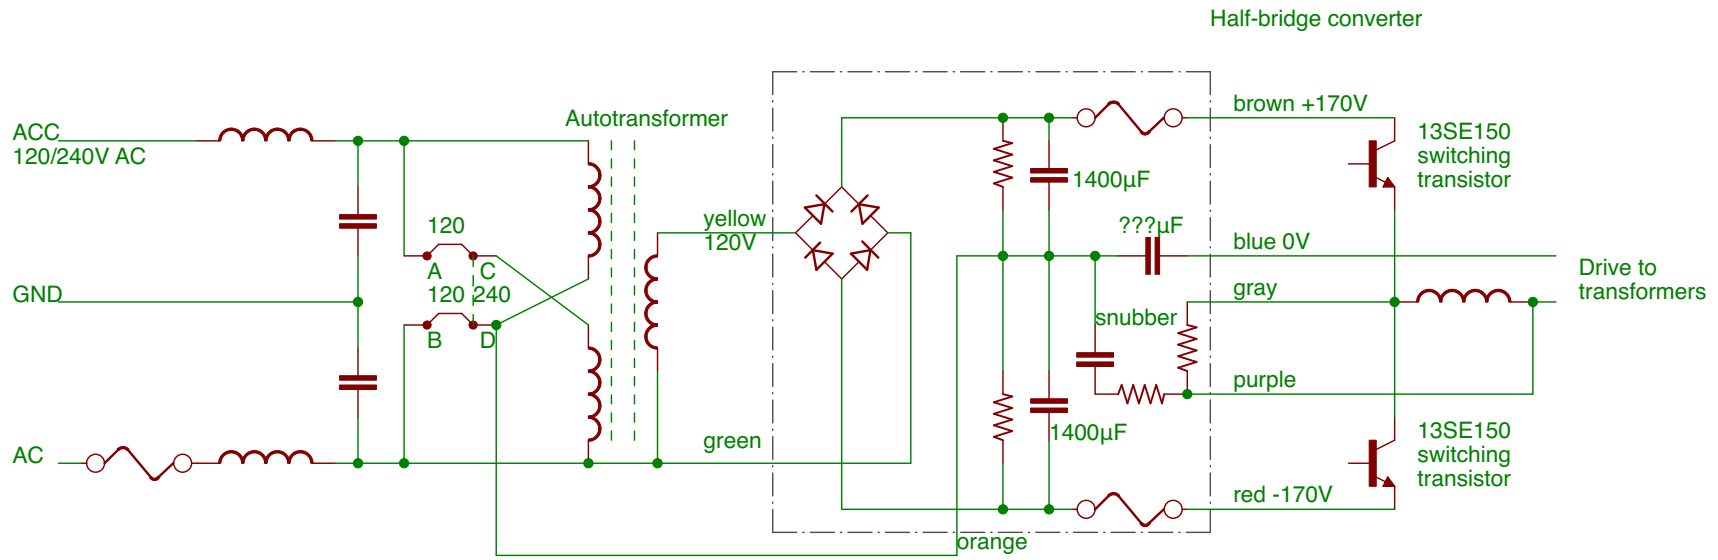 Half-bridge converter
ACC
120/240V AC
GND
AC
120
A
C
120
240
B
D
Autotransformer
yellow
120V
green
1400µF
???µF
snubber
1400µF
orange
brown +170V
blue 0V
gray
purple
red -170V
13SE150
switching
transistor
Drive to
transformers
13SE150
switching
transistor